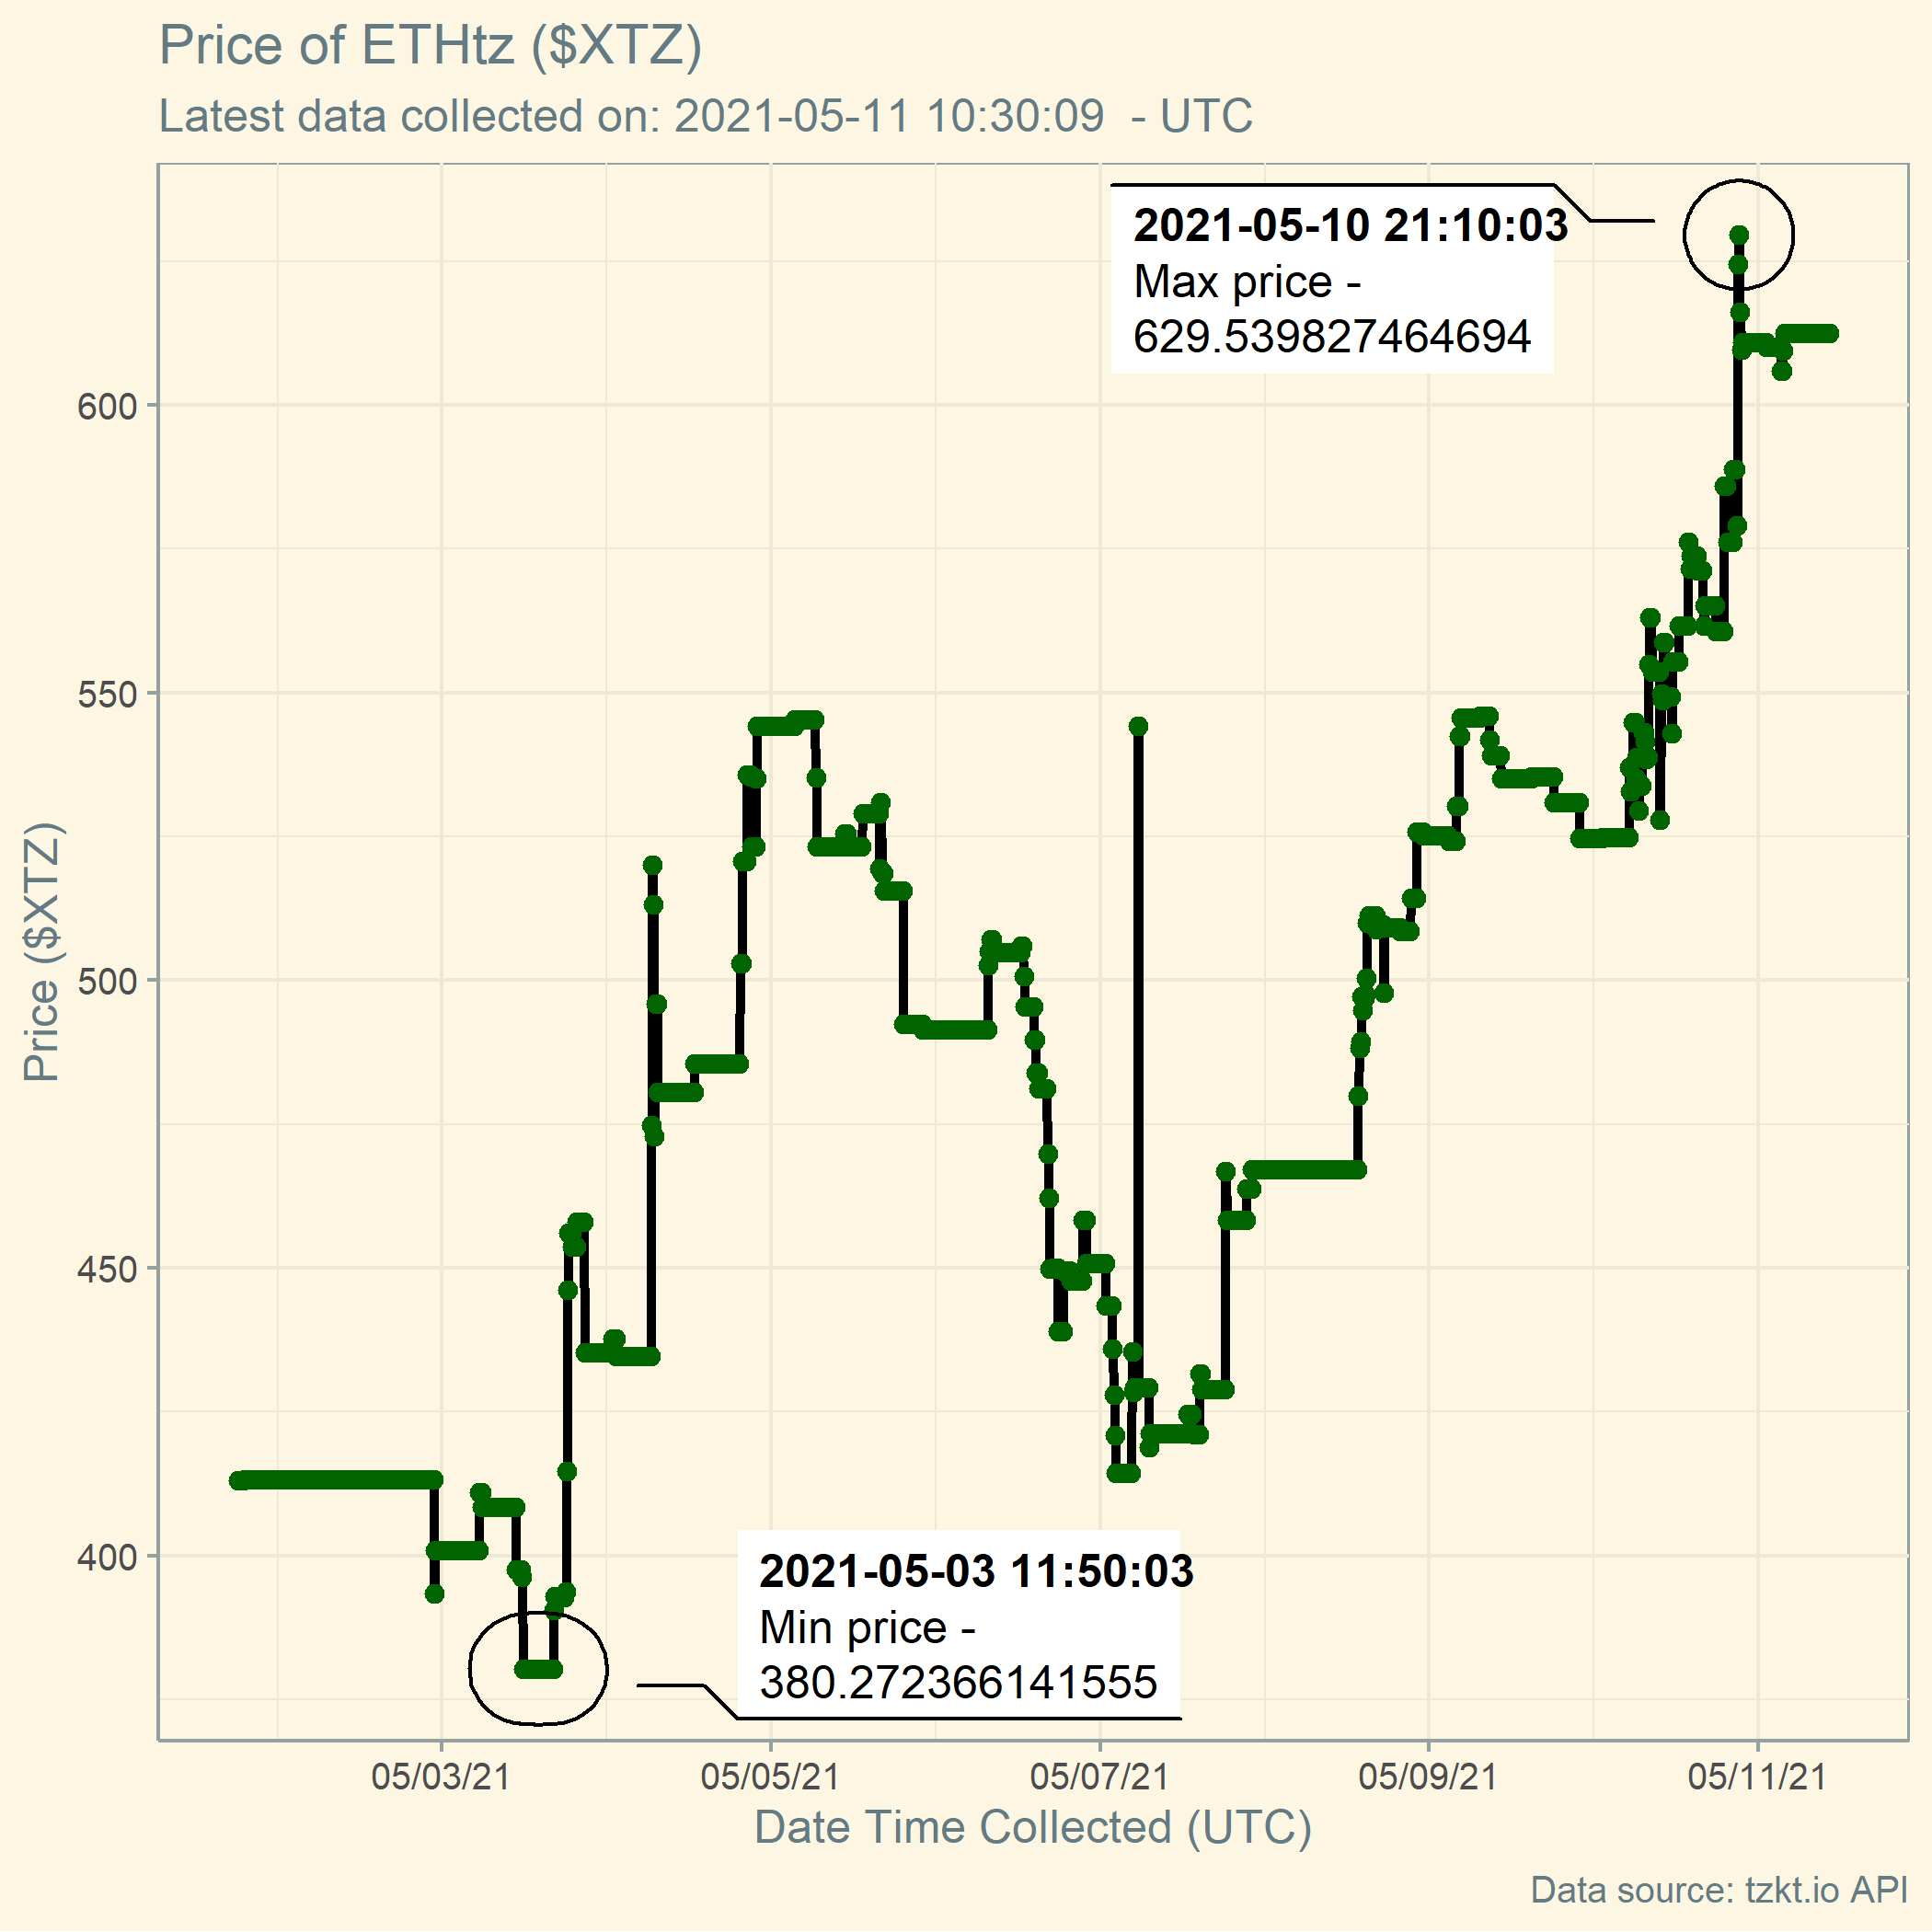 Price of ETHtz ($XTZ)
Latest data collected on: 2021-05-11 10:30:09  - UTC
2021-05-10 21:10:03
Max price -
629.539827464694
600
550
500
450
400
Price ($XTZ)
2021-05-03 11:50:03
Min price -
380.272366141555
05/03/21
05/05/21
05/07/21
05/09/21
05/11/21
Date Time Collected (UTC)
Data source: tzkt.io API